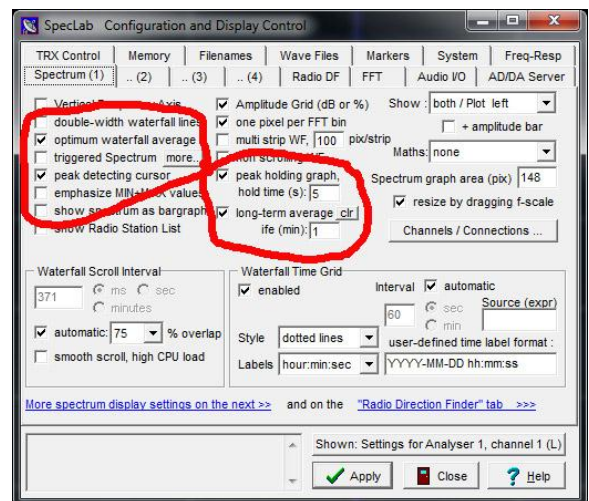 SpecLab Configuration and Display Control
TRX Control Memory Filenames Wave Files Markers System Freq-Resp
Spectrum (1) .. (2) .. (3) .. (4) Radio DF FFT Audio I/O AD/DA Server
Vertical Axis
double-width waterfall lines
optimum waterfall average
triggered Spectrum more...
peak detecting cursor
emphasize values
show as bargraph
show Radio Station List
Amplitude Grid (dB or %)
one pixel per FFT bin
multi strip WF, 100 pix/strip
peak holding graph,
hold time (s): 5
long-term average clr
ife (min): 1
Show : both / Plot left
+ amplitude bar
Maths: none
Spectrum graph area (pix) 148
resize by dragging f-scale
Channels / Connections ...
Waterfall Scroll Interval
371 ms sec
minutes
automatic: 75 % overlap
smooth scroll, high CPU load
Waterfall Time Grid
enabled
Interval automatic
60 sec Source (expr)
min
Style dotted lines
user-defined time label format :
Labels hour:min:sec YYYY-MM-DD hh:mm:ss
More spectrum display settings on the next >> and on the "Radio Direction Finder" tab >>>
Shown: Settings for Analyser 1, channel 1 (L)
Apply Close ? Help